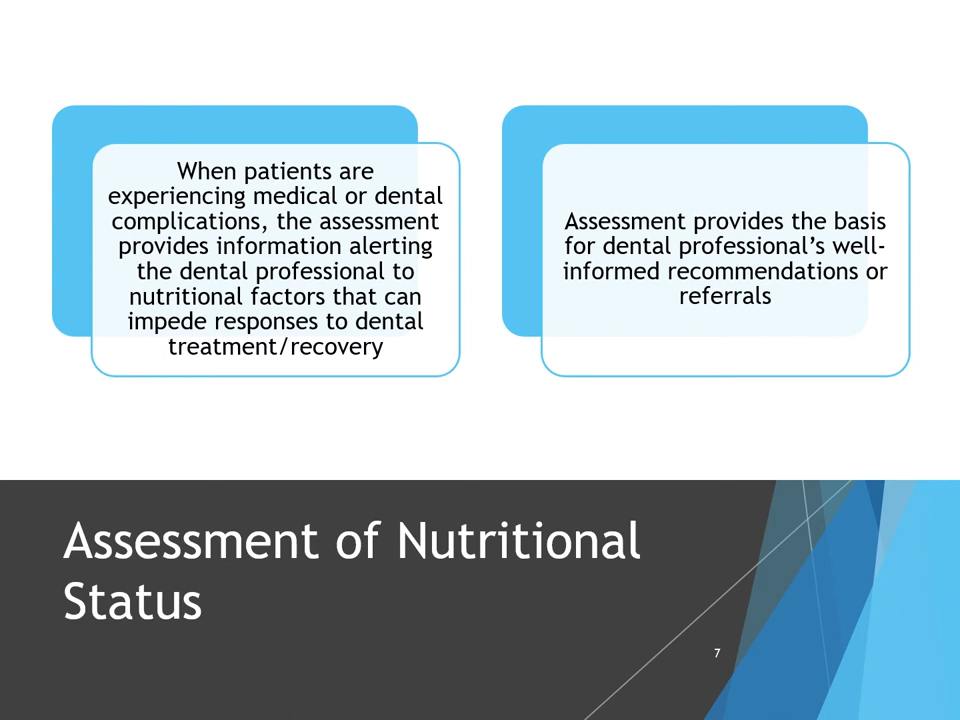 When patients are
experiencing medical or dental
complications, the assessment
provides information alerting
the dental professional to
nutritional factors that can
impede responses to dental
treatment/recovery
Assessment provides the basis
for dental professional’s well-
informed recommendations or
referrals
Assessment of Nutritional
Status
7